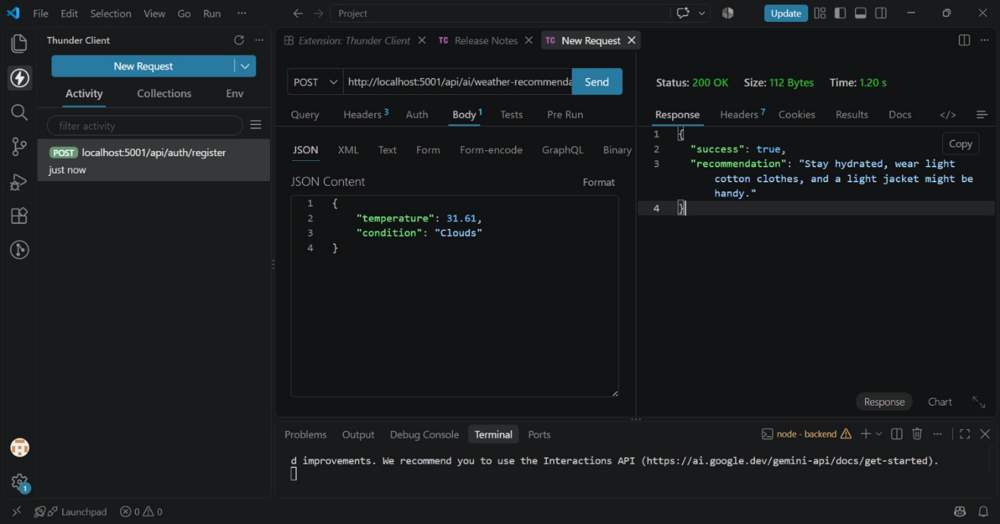 File Edit Selection View Go Run ···
Project
Update
Thunder Client
New Request
Activity Collections Env
filter activity
POST localhost:5001/api/auth/register
just now
Extension: Thunder Client
TC Release Notes
TC New Request
POST http://localhost:5001/api/ai/weather-recommenda Send
Query Headers 3 Auth Body 1 Tests Pre Run
JSON XML Text Form Form-encode GraphQL Binary
JSON Content Format
1 {
2 "temperature": 31.61,
3 "condition": "Clouds"
4 }
Status: 200 OK Size: 112 Bytes Time: 1.20 s
Response Headers 7 Cookies Results Docs </>
Copy
1 {
2 "success": true,
3 "recommendation": "Stay hydrated, wear light
cotton clothes, and a light jacket might be
handy."
4 }
Response Chart
Problems Output Debug Console Terminal Ports
node - backend
d improvements. We recommend you to use the Interactions API (https://ai.google.dev/gemini-api/docs/get-started).
1
Launchpad 0 0